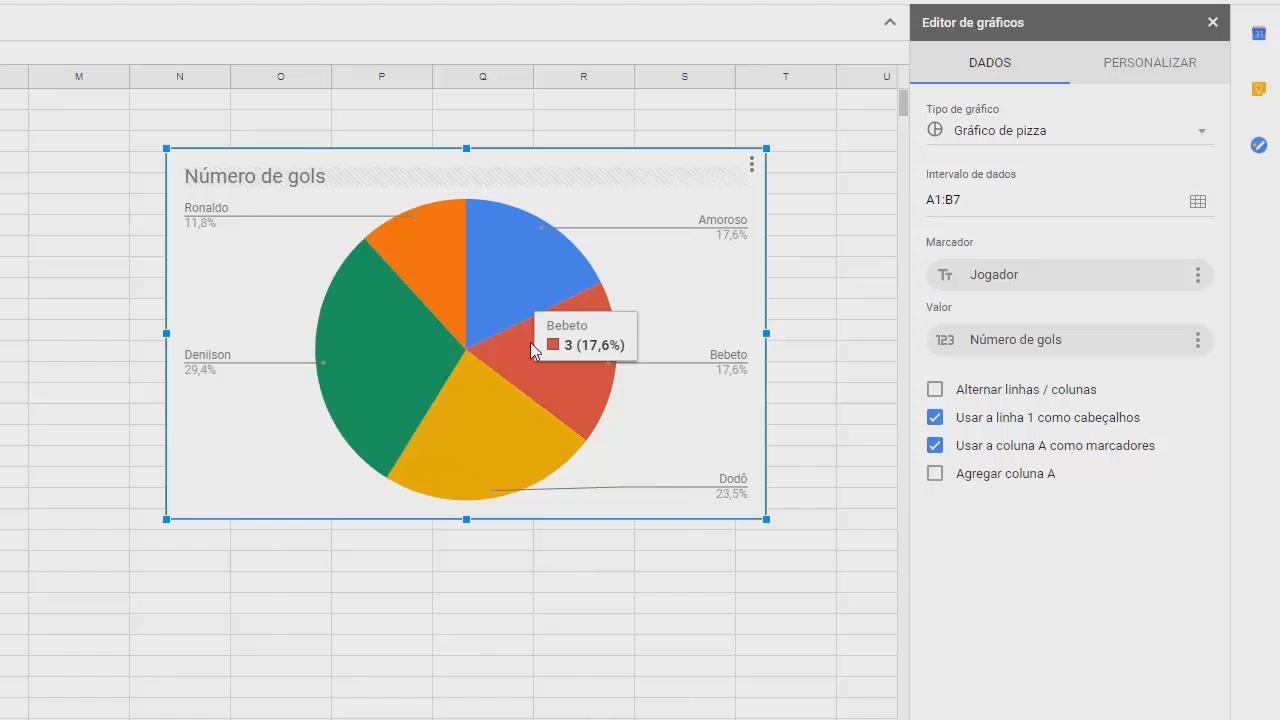 Editor de gráficos
DADOS
PERSONALIZAR
M N O P Q R S T U
Número de gols
Ronaldo
11,8%
Amoroso
17,6%
Bebeto
3 (17,6%)
Denilson
29,4%
Bebeto
17,6%
Dodô
23,5%
Tipo de gráfico
Gráfico de pizza
Intervalo de dados
A1:B7
Marcador
Tт Jogador
Valor
123 Número de gols
Alternar linhas / colunas
Usar a linha 1 como cabeçalhos
Usar a coluna A como marcadores
Agregar coluna A
31